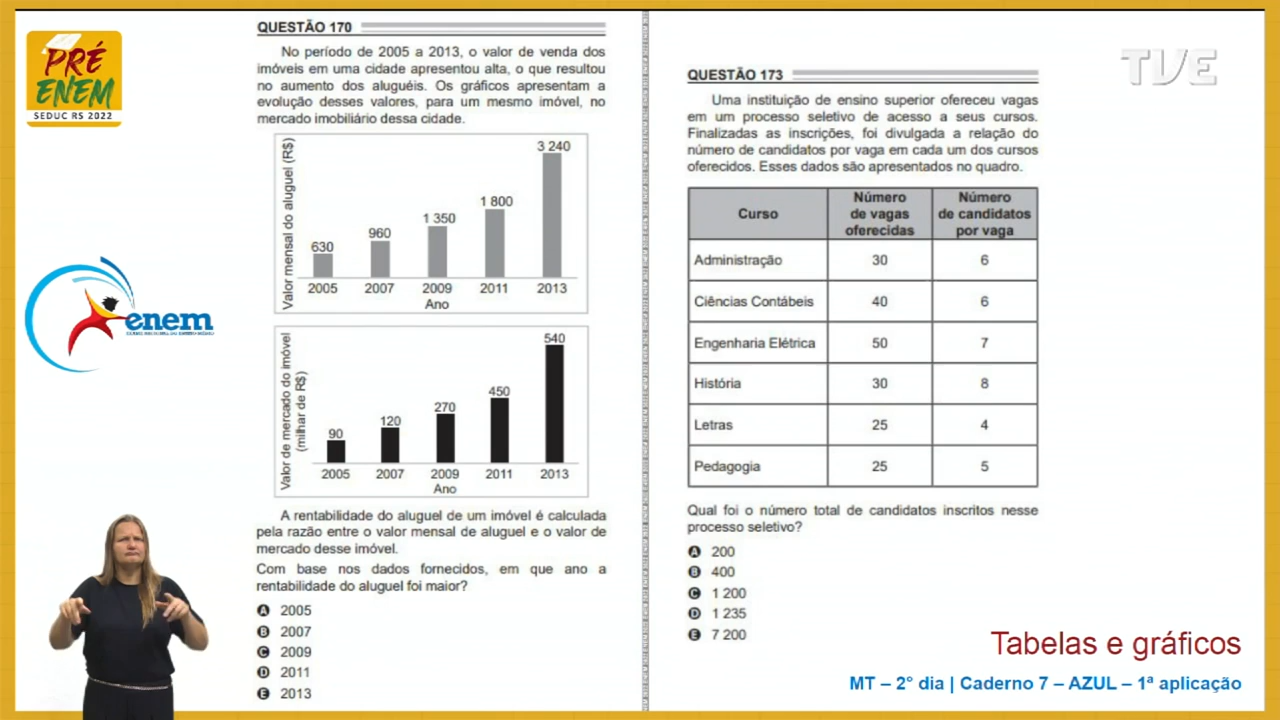 PRÉ
ENEM
SEDUC RS 2022
enem
QUESTÃO 170
No período de 2005 a 2013, o valor de venda dos
imóveis em uma cidade apresentou alta, o que resultou
no aumento dos aluguéis. Os gráficos apresentam a
evolução desses valores, para um mesmo imóvel, no
mercado imobiliário dessa cidade.
Valor mensal do aluguel (R$)
630
960
1 350
1 800
3 240
2005 2007 2009 2011 2013
Ano
Valor de mercado do imóvel
(milhar de R$)
90
120
270
450
540
2005 2007 2009 2011 2013
Ano
A rentabilidade do aluguel de um imóvel é calculada
pela razão entre o valor mensal de aluguel e o valor de
mercado desse imóvel.
Com base nos dados fornecidos, em que ano a
rentabilidade do aluguel foi maior?
A 2005
B 2007
C 2009
D 2011
E 2013
TVE
QUESTÃO 173
Uma instituição de ensino superior ofereceu vagas
em um processo seletivo de acesso a seus cursos.
Finalizadas as inscrições, foi divulgada a relação do
número de candidatos por vaga em cada um dos cursos
oferecidos. Esses dados são apresentados no quadro.
Curso
Número
de vagas
oferecidas
Número
de candidatos
por vaga
Administração 30 6
Ciências Contábeis 40 6
Engenharia Elétrica 50 7
História 30 8
Letras 25 4
Pedagogia 25 5
Qual foi o número total de candidatos inscritos nesse
processo seletivo?
A 200
B 400
C 1 200
D 1 235
E 7 200
Tabelas e gráficos
MT – 2° dia | Caderno 7 – AZUL – 1ª aplicação